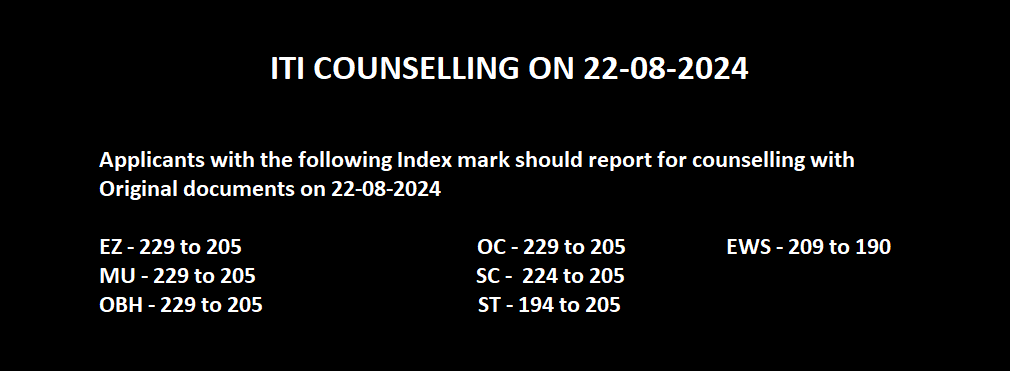 ITI COUNSELLING ON 22-08-2024
Applicants with the following Index mark should report for counselling with
Original documents on 22-08-2024
EZ - 229 to 205 OC - 229 to 205 EWS - 209 to 190
MU - 229 to 205 SC - 224 to 205
OBH - 229 to 205 ST - 194 to 205